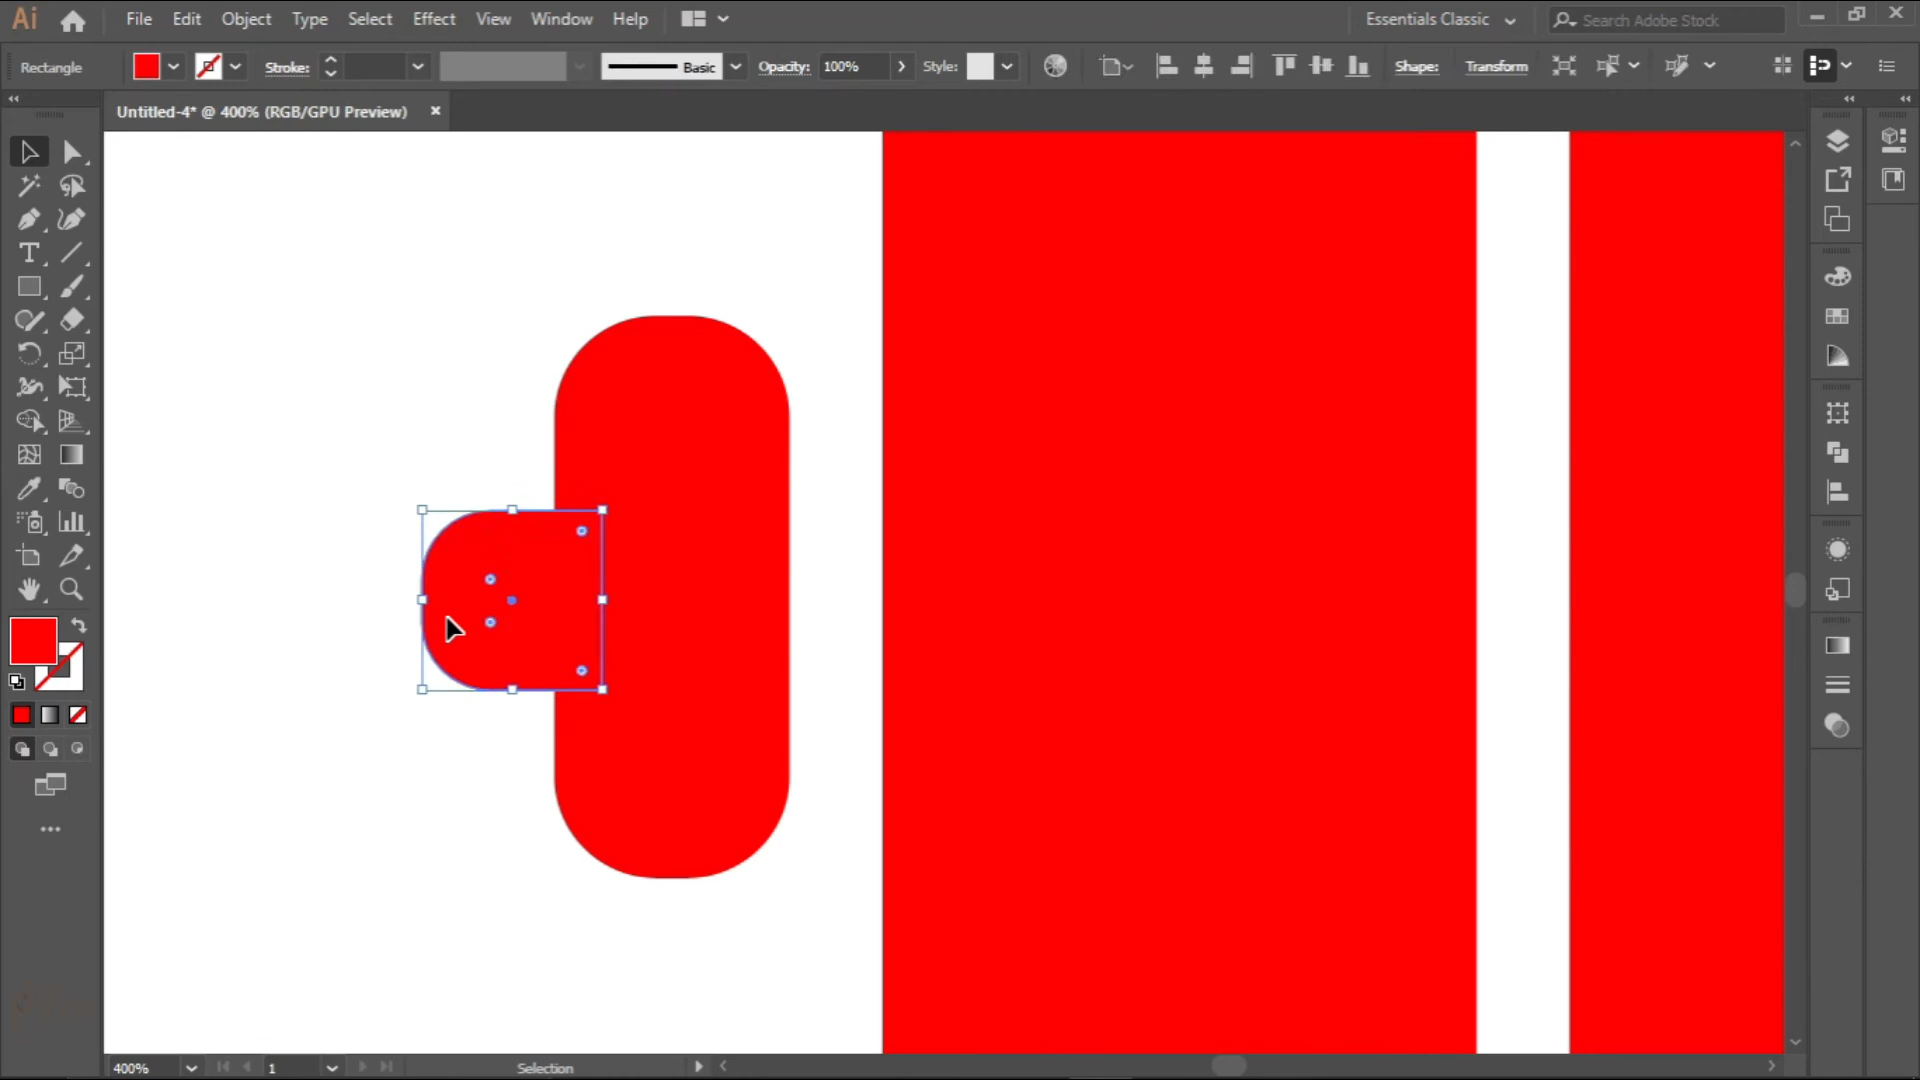 Ai File Edit Object Type Select Effect View Window Help Essentials Classic Search Adobe Stock
Rectangle Stroke: Basic Opacity: 100% Style: Shape: Transform
Untitled-4* @ 400% (RGB/GPU Preview)
T
400% 1 Selection